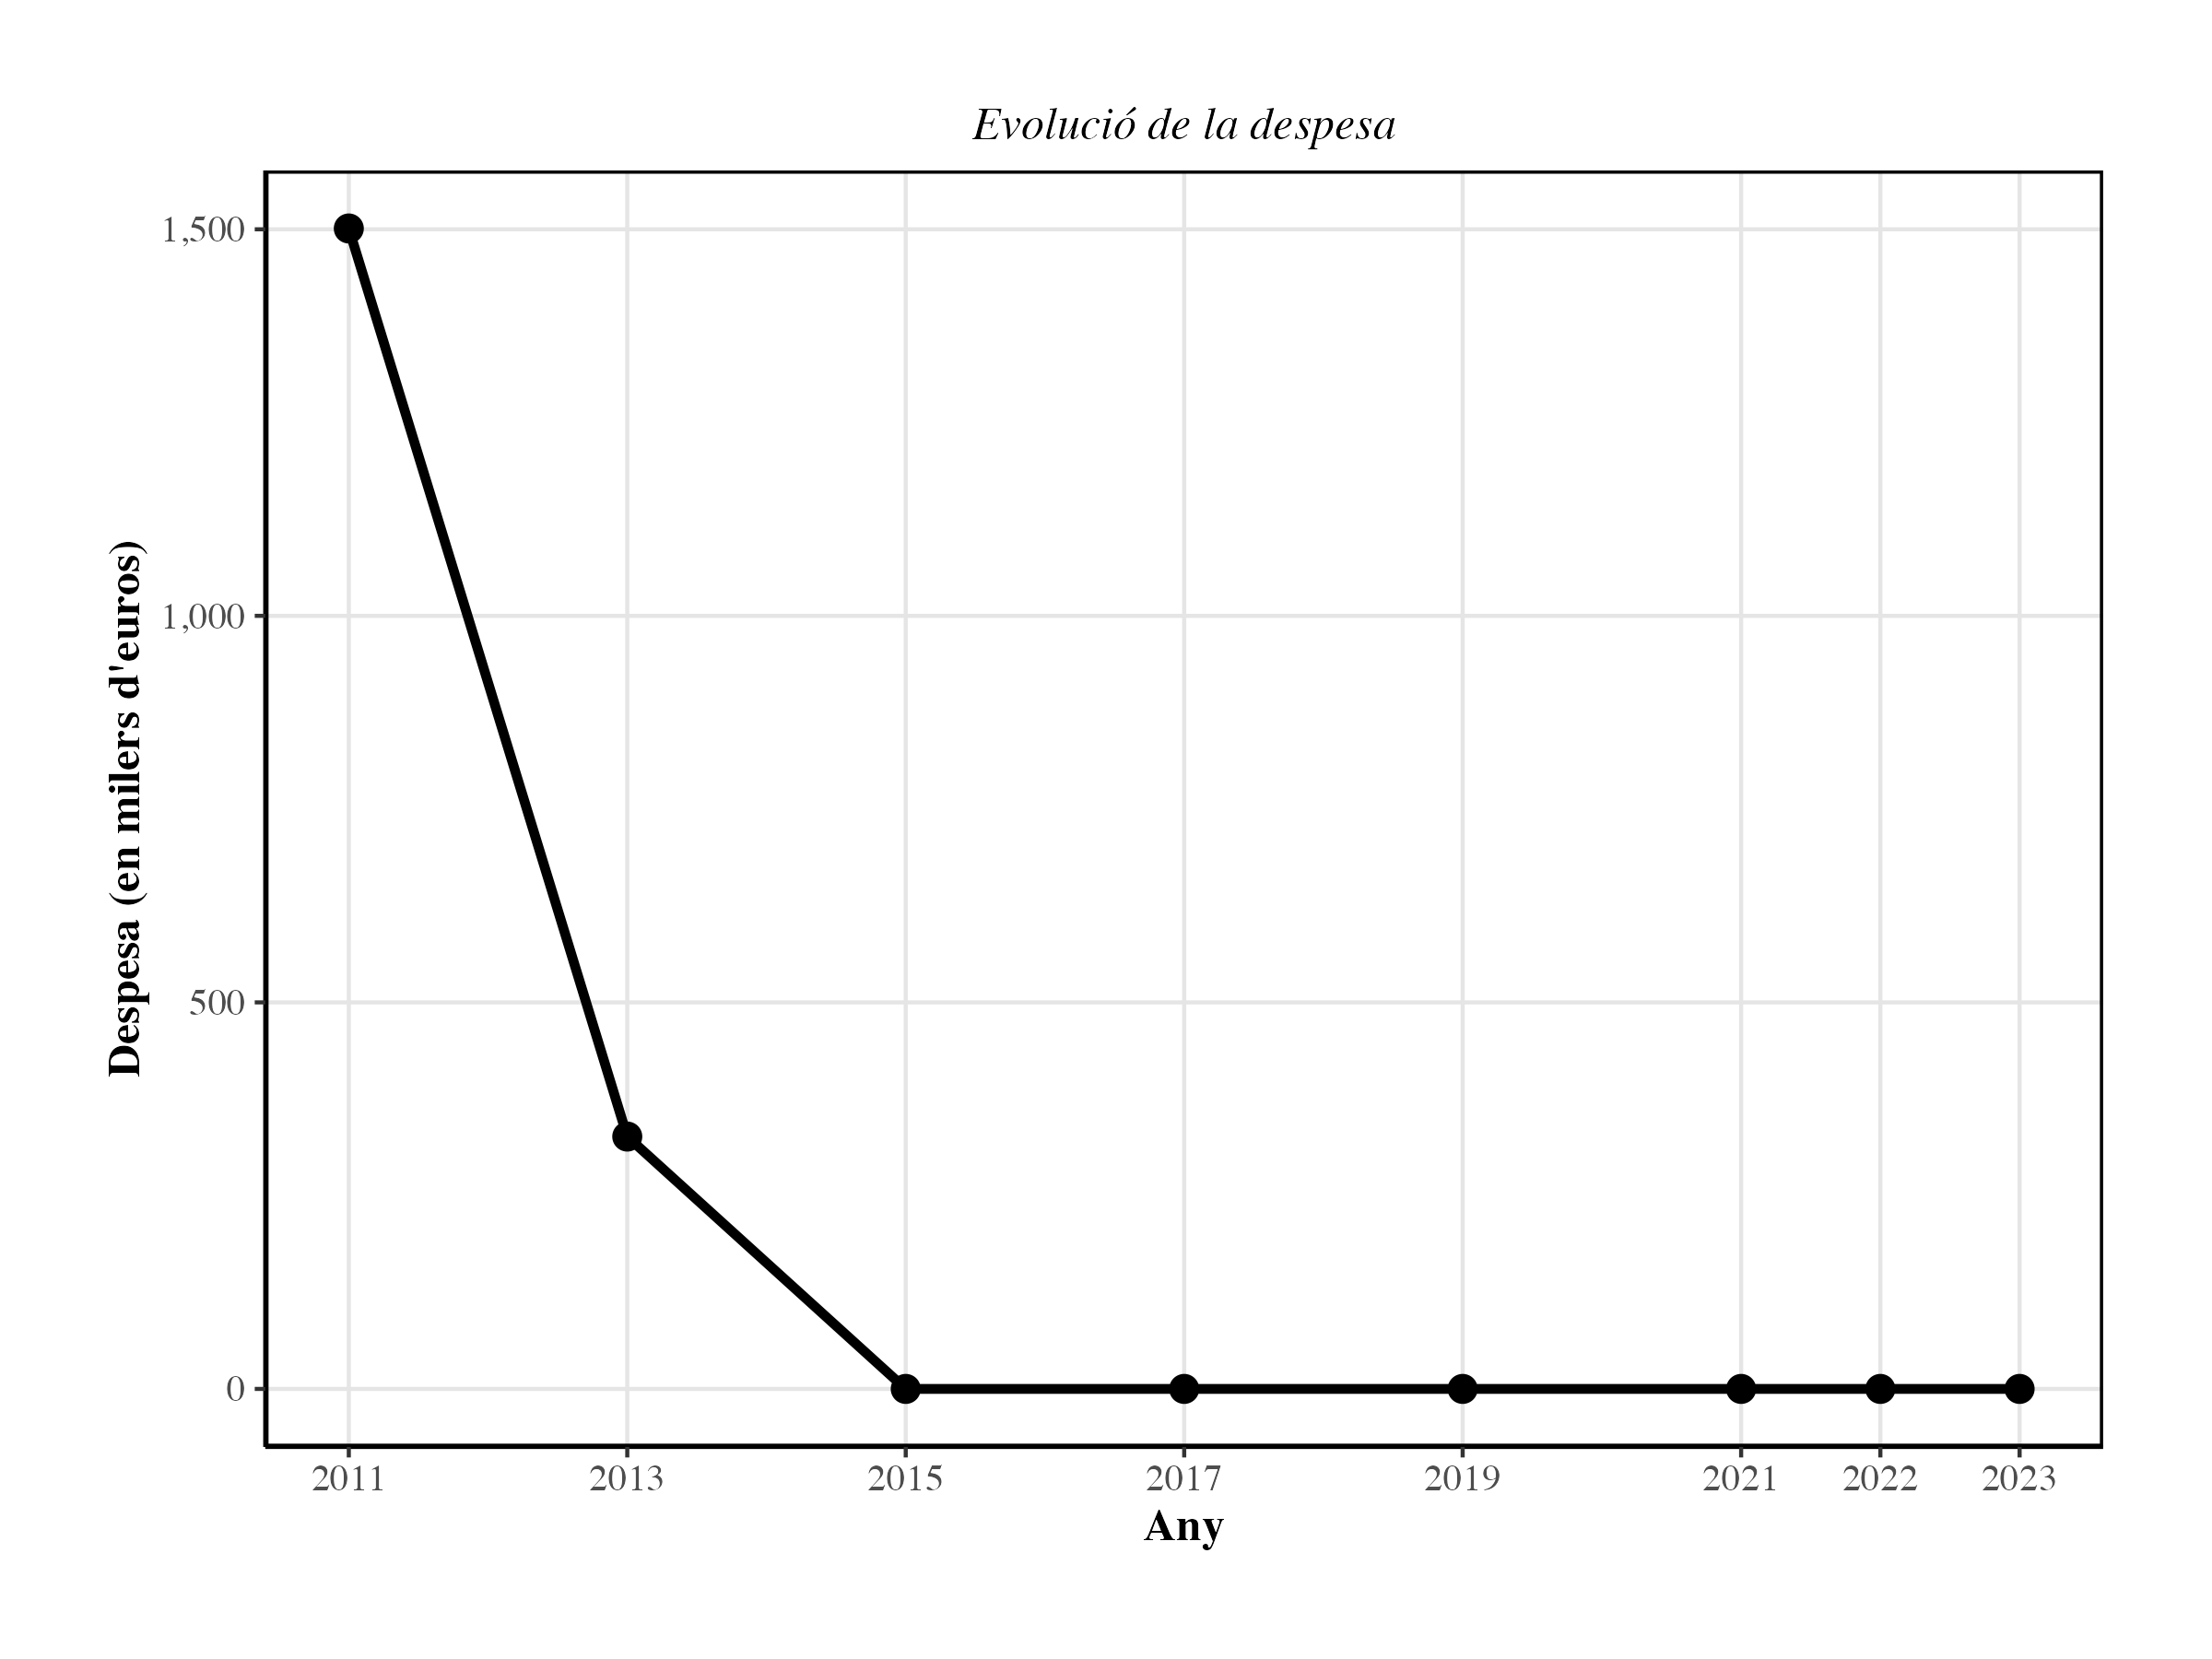 Evolució de la despesa
Despesa (en milers d'euros)
1,500
1,000
500
0
2011 2013 2015 2017 2019 2021 2022 2023
Any